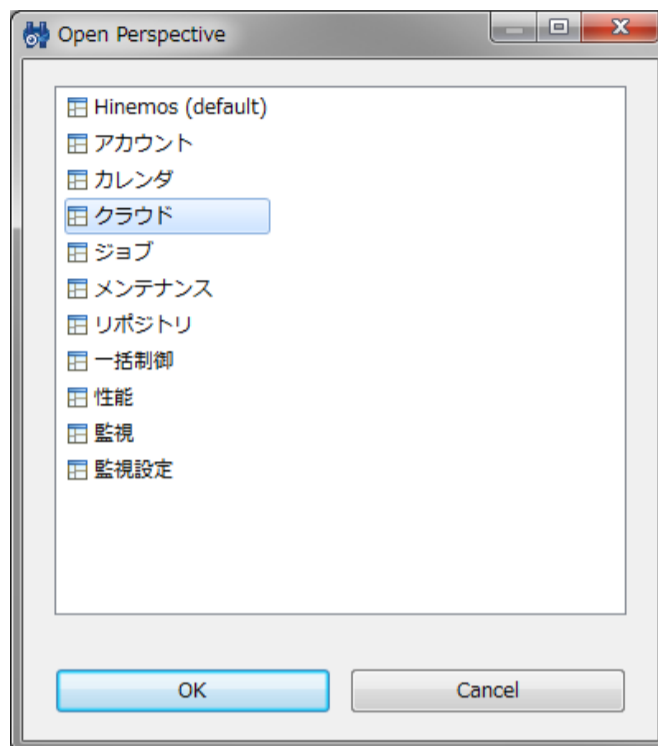 Open Perspective
Hinemos (default)
アカウント
カレンダ
クラウド
ジョブ
メンテナンス
リポジトリ
一括制御
性能
監視
監視設定
OK
Cancel